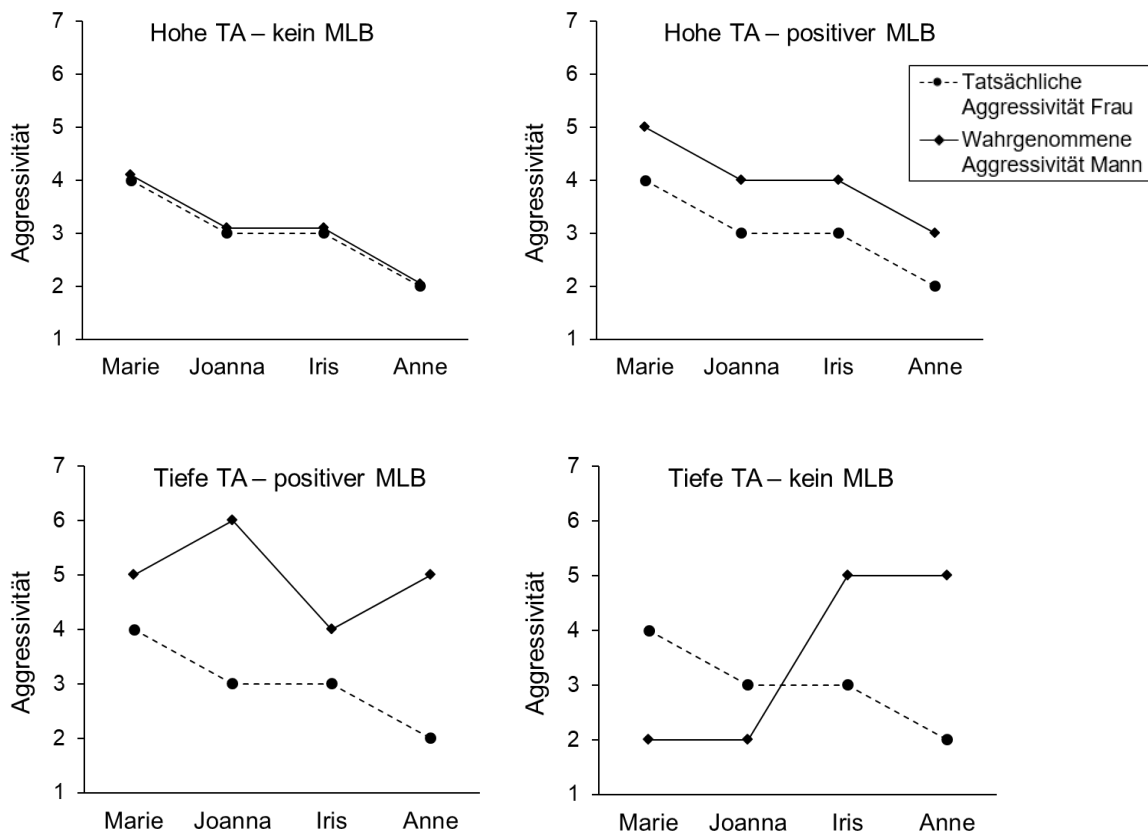 Hohe TA – kein MLB
7
6
5
4
3
2
1
Aggressivität
Marie Joanna Iris Anne
Hohe TA – positiver MLB
7
6
5
4
3
2
1
Aggressivität
Marie Joanna Iris Anne
Tatsächliche
Aggressivität Frau
Wahrgenommene
Aggressivität Mann
Tiefe TA – positiver MLB
7
6
5
4
3
2
1
Aggressivität
Marie Joanna Iris Anne
Tiefe TA – kein MLB
7
6
5
4
3
2
1
Aggressivität
Marie Joanna Iris Anne